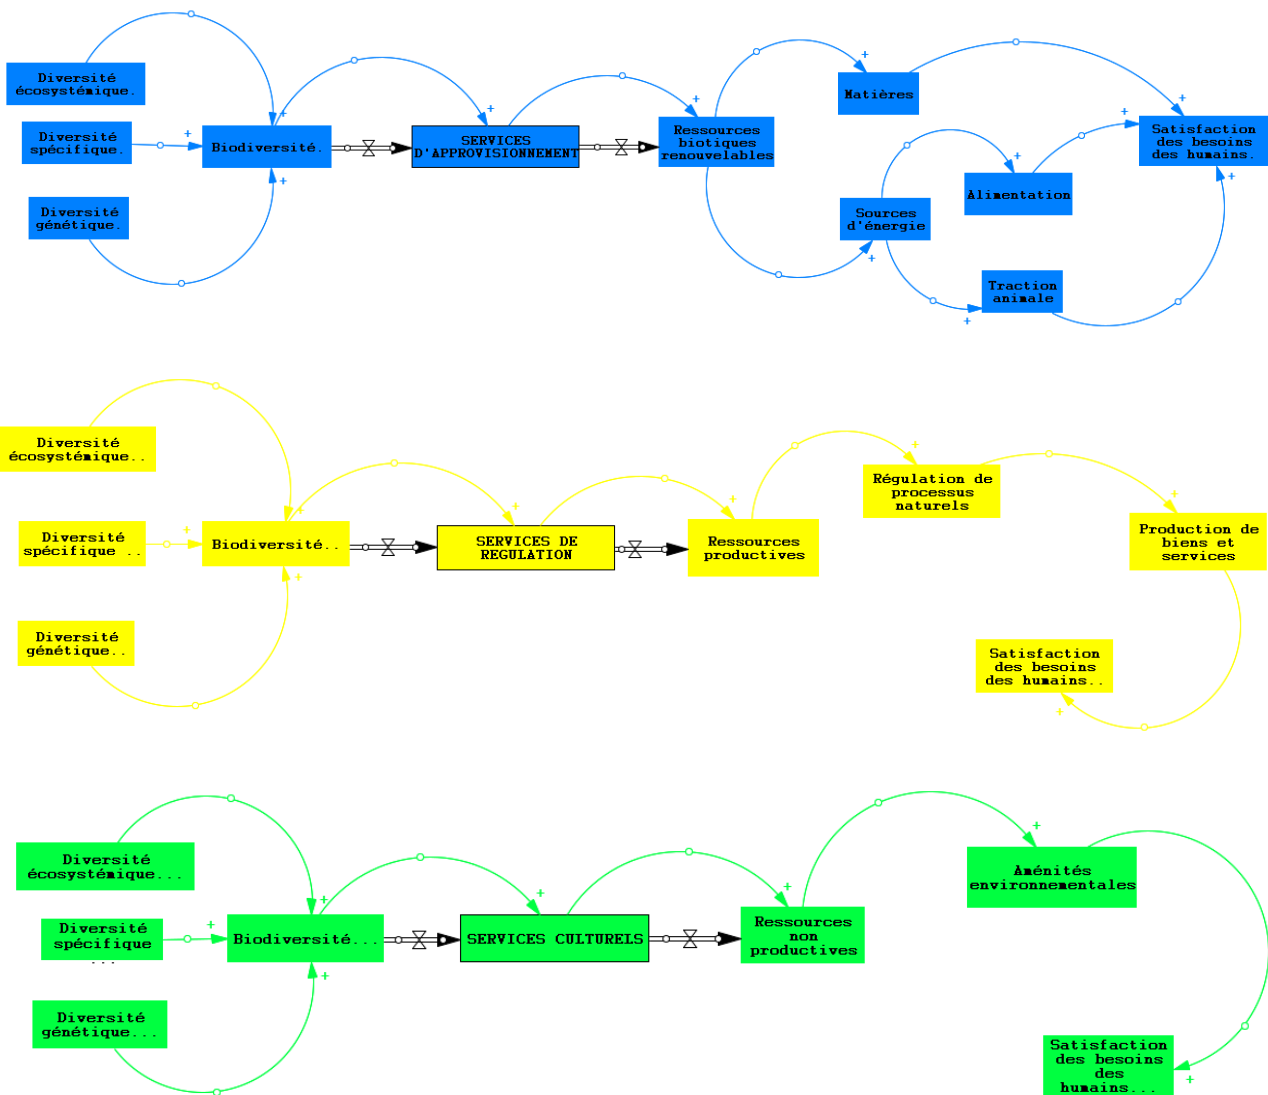 Diversité
écosystémique.
Diversité
spécifique.
Diversité
génétique.
Biodiversité.
SERVICES
D'APPROVISIONNEMENT
Ressources
biotiques
renouvelables
Matières
Sources
d'énergie
Alimentation
Traction
animale
Satisfaction
des besoins
des humains.
+
+
+
+
+
+
+
+
+
+
+
+
Diversité
écosystémique..
Diversité
spécifique ..
Diversité
génétique..
Biodiversité..
SERVICES DE
REGULATION
Ressources
productives
Régulation de
processus
naturels
Production de
biens et
services
Satisfaction
des besoins
des humains..
+
+
+
+
+
+
+
+
Diversité
écosystémique...
Diversité
spécifique
...
Diversité
génétique...
Biodiversité...
SERVICES CULTURELS
Ressources
non
productives
Aménités
environnementales
Satisfaction
des besoins
des
humains...
+
+
+
+
+
+
+